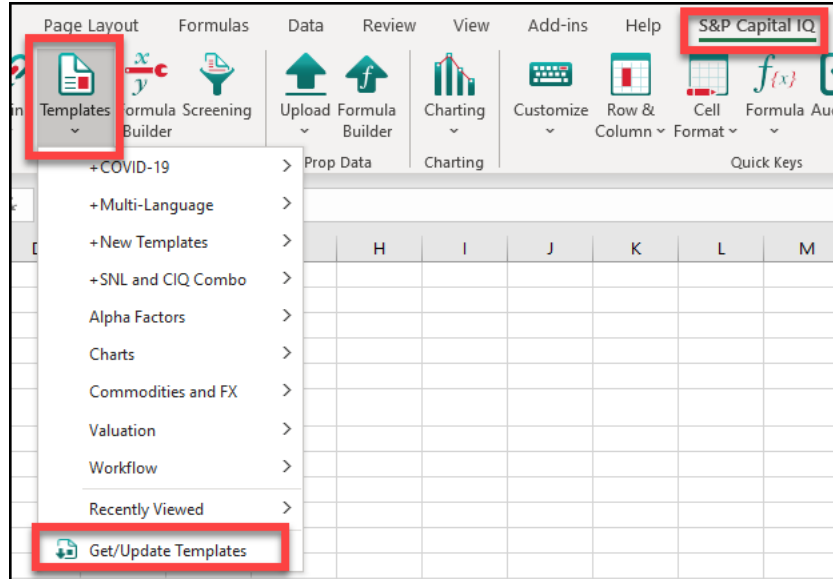 Page Layout Formulas Data Review View Add-ins Help S&P Capital IQ
Templates Formula Builder Screening Upload Formula Builder Charting Customize Row & Column Cell Format Formula
x y f f{x}
Prop Data Charting Quick Keys
+COVID-19
+Multi-Language
+New Templates
+SNL and CIQ Combo
Alpha Factors
Charts
Commodities and FX
Valuation
Workflow
Recently Viewed
Get/Update Templates
H I J K L M